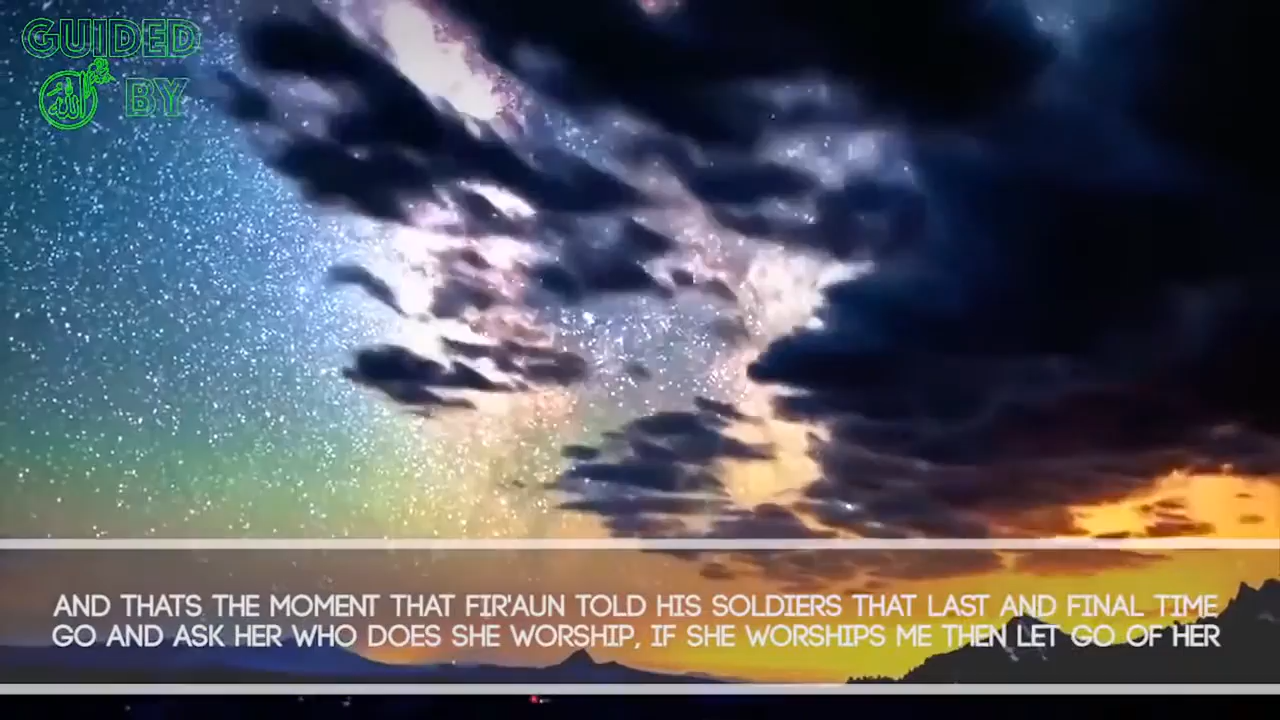 GUIDED
الله BY
AND THATS THE MOMENT THAT FIR'AUN TOLD HIS SOLDIERS THAT LAST AND FINAL TIME
GO AND ASK HER WHO DOES SHE WORSHIP, IF SHE WORSHIPS ME THEN LET GO OF HER